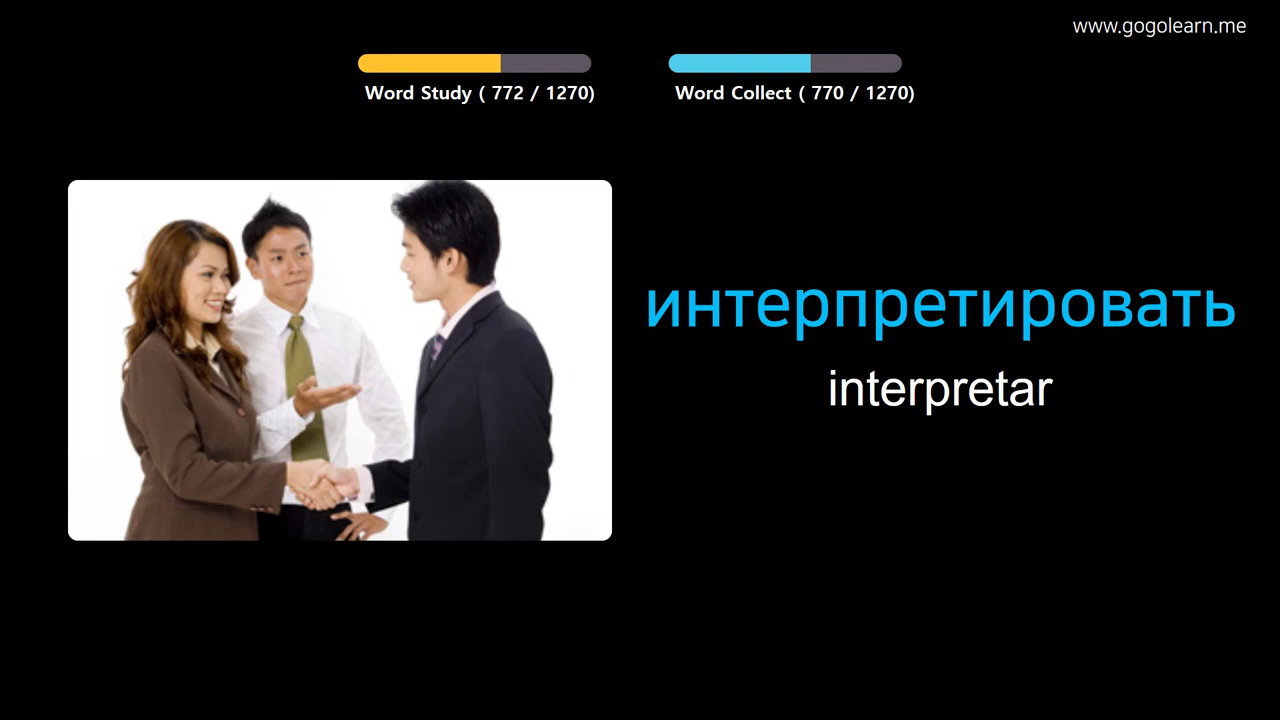 www.gogolearn.me
Word Study ( 772 / 1270)
Word Collect ( 770 / 1270)
интерпретировать
interpretar